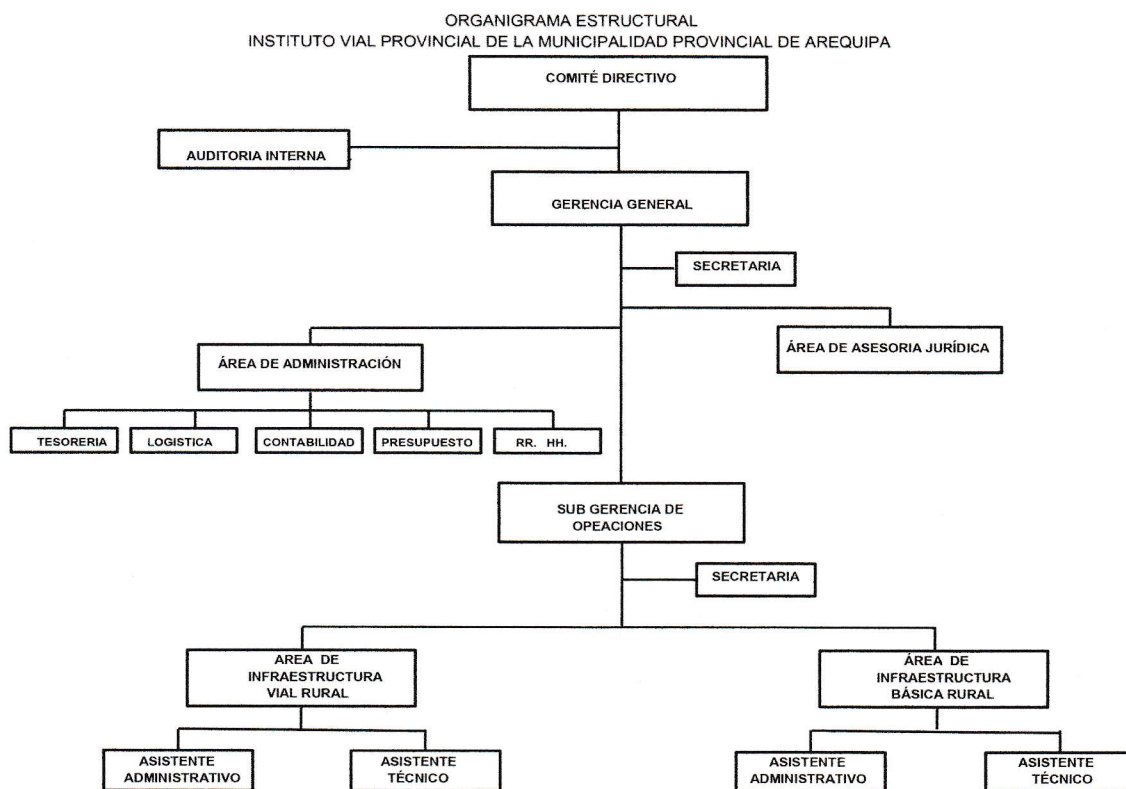 ORGANIGRAMA ESTRUCTURAL
INSTITUTO VIAL PROVINCIAL DE LA MUNICIPALIDAD PROVINCIAL DE AREQUIPA
COMITÉ DIRECTIVO
AUDITORIA INTERNA
GERENCIA GENERAL
SECRETARIA
ÁREA DE ASESORIA JURÍDICA
ÁREA DE ADMINISTRACIÓN
TESORERIA
LOGISTICA
CONTABILIDAD
PRESUPUESTO
RR. HH.
SUB GERENCIA DE
OPEACIONES
SECRETARIA
AREA DE
INFRAESTRUCTURA
VIAL RURAL
ÁREA DE
INFRAESTRUCTURA
BÁSICA RURAL
ASISTENTE
ADMINISTRATIVO
ASISTENTE
TÉCNICO
ASISTENTE
ADMINISTRATIVO
ASISTENTE
TÉCNICO